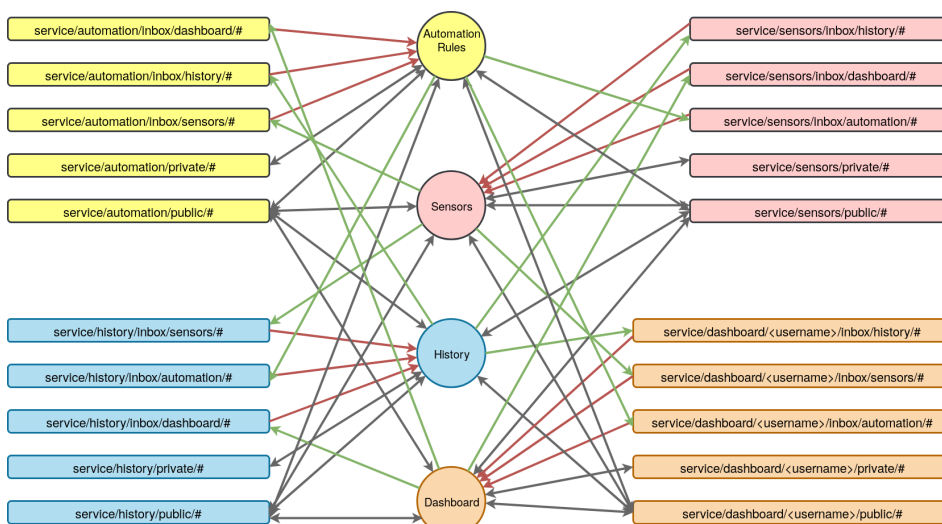 service/automation/inbox/dashboard/#
service/automation/inbox/history/#
service/automation/inbox/sensors/#
service/automation/private/#
service/automation/public/#
service/history/inbox/sensors/#
service/history/inbox/automation/#
service/history/inbox/dashboard/#
service/history/private/#
service/history/public/#
Automation
Rules
Sensors
History
Dashboard
service/sensors/inbox/history/#
service/sensors/inbox/dashboard/#
service/sensors/inbox/automation/#
service/sensors/private/#
service/sensors/public/#
service/dashboard/<username>/inbox/history/#
service/dashboard/<username>/inbox/sensors/#
service/dashboard/<username>/inbox/automation/#
service/dashboard/<username>/private/#
service/dashboard/<username>/public/#